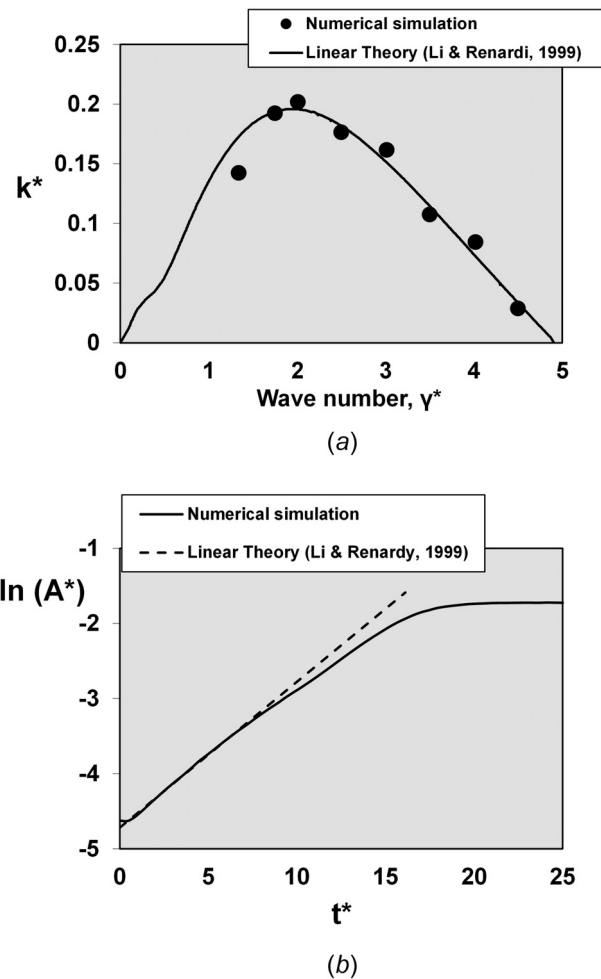 Numerical simulation
Linear Theory (Li & Renardi, 1999)
0.25
0.2
0.15
k*
0.1
0.05
0
0 1 2 3 4 5
Wave number, γ*
(a)
Numerical simulation
Linear Theory (Li & Renardy, 1999)
-1
ln (A*)
-2
-3
-4
-5
0 5 10 15 20 25
t*
(b)